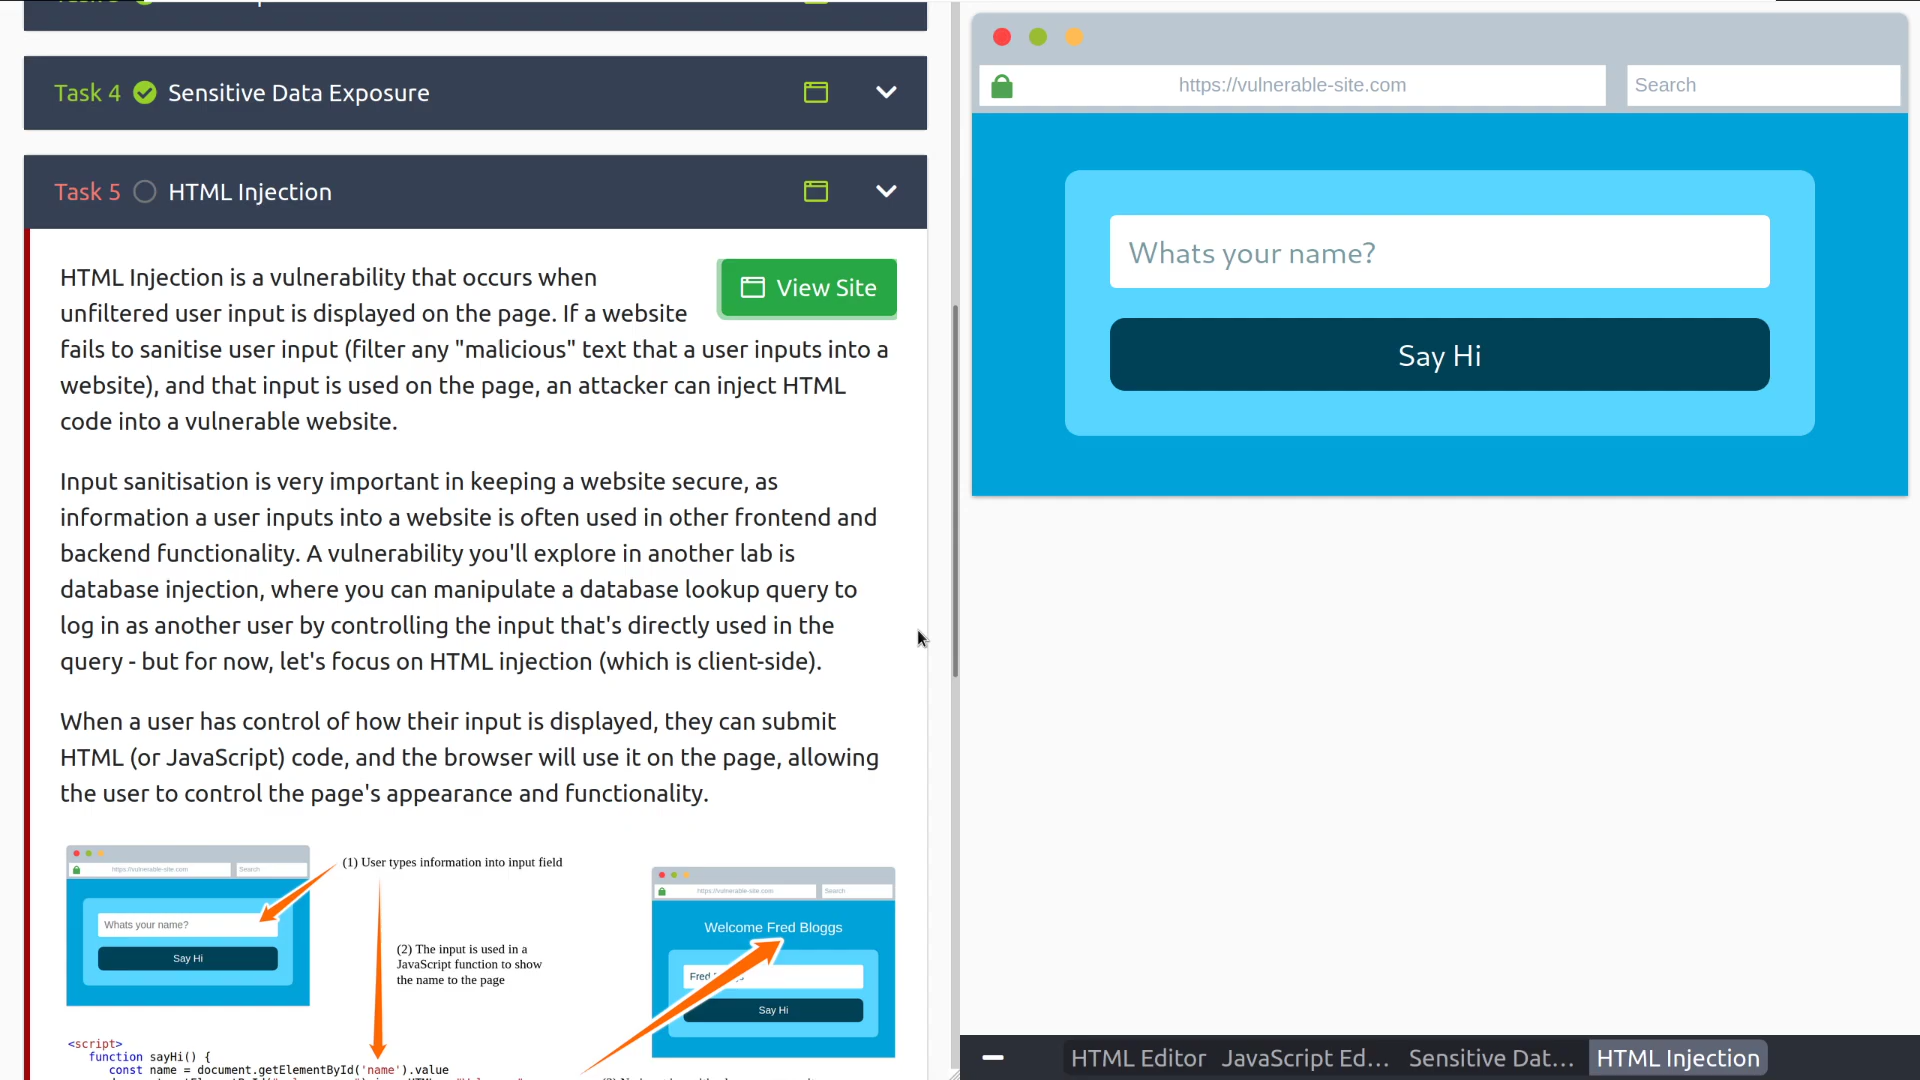 Task 4 Sensitive Data Exposure
Task 5 HTML Injection
View Site
HTML Injection is a vulnerability that occurs when
unfiltered user input is displayed on the page. If a website
fails to sanitise user input (filter any "malicious" text that a user inputs into a
website), and that input is used on the page, an attacker can inject HTML
code into a vulnerable website.
Input sanitisation is very important in keeping a website secure, as
information a user inputs into a website is often used in other frontend and
backend functionality. A vulnerability you'll explore in another lab is
database injection, where you can manipulate a database lookup query to
log in as another user by controlling the input that's directly used in the
query - but for now, let's focus on HTML injection (which is client-side).
When a user has control of how their input is displayed, they can submit
HTML (or JavaScript) code, and the browser will use it on the page, allowing
the user to control the page's appearance and functionality.
https://vulnerable-site.com Search
Whats your name?
Say Hi
(1) User types information into input field
(2) The input is used in a
JavaScript function to show
the name to the page
https://vulnerable-site.com Search
Welcome Fred Bloggs
Fred
Say Hi
<script>
function sayHi() {
const name = document.getElementById('name').value
https://vulnerable-site.com Search
Whats your name?
Say Hi
HTML Editor JavaScript Ed... Sensitive Dat... HTML Injection